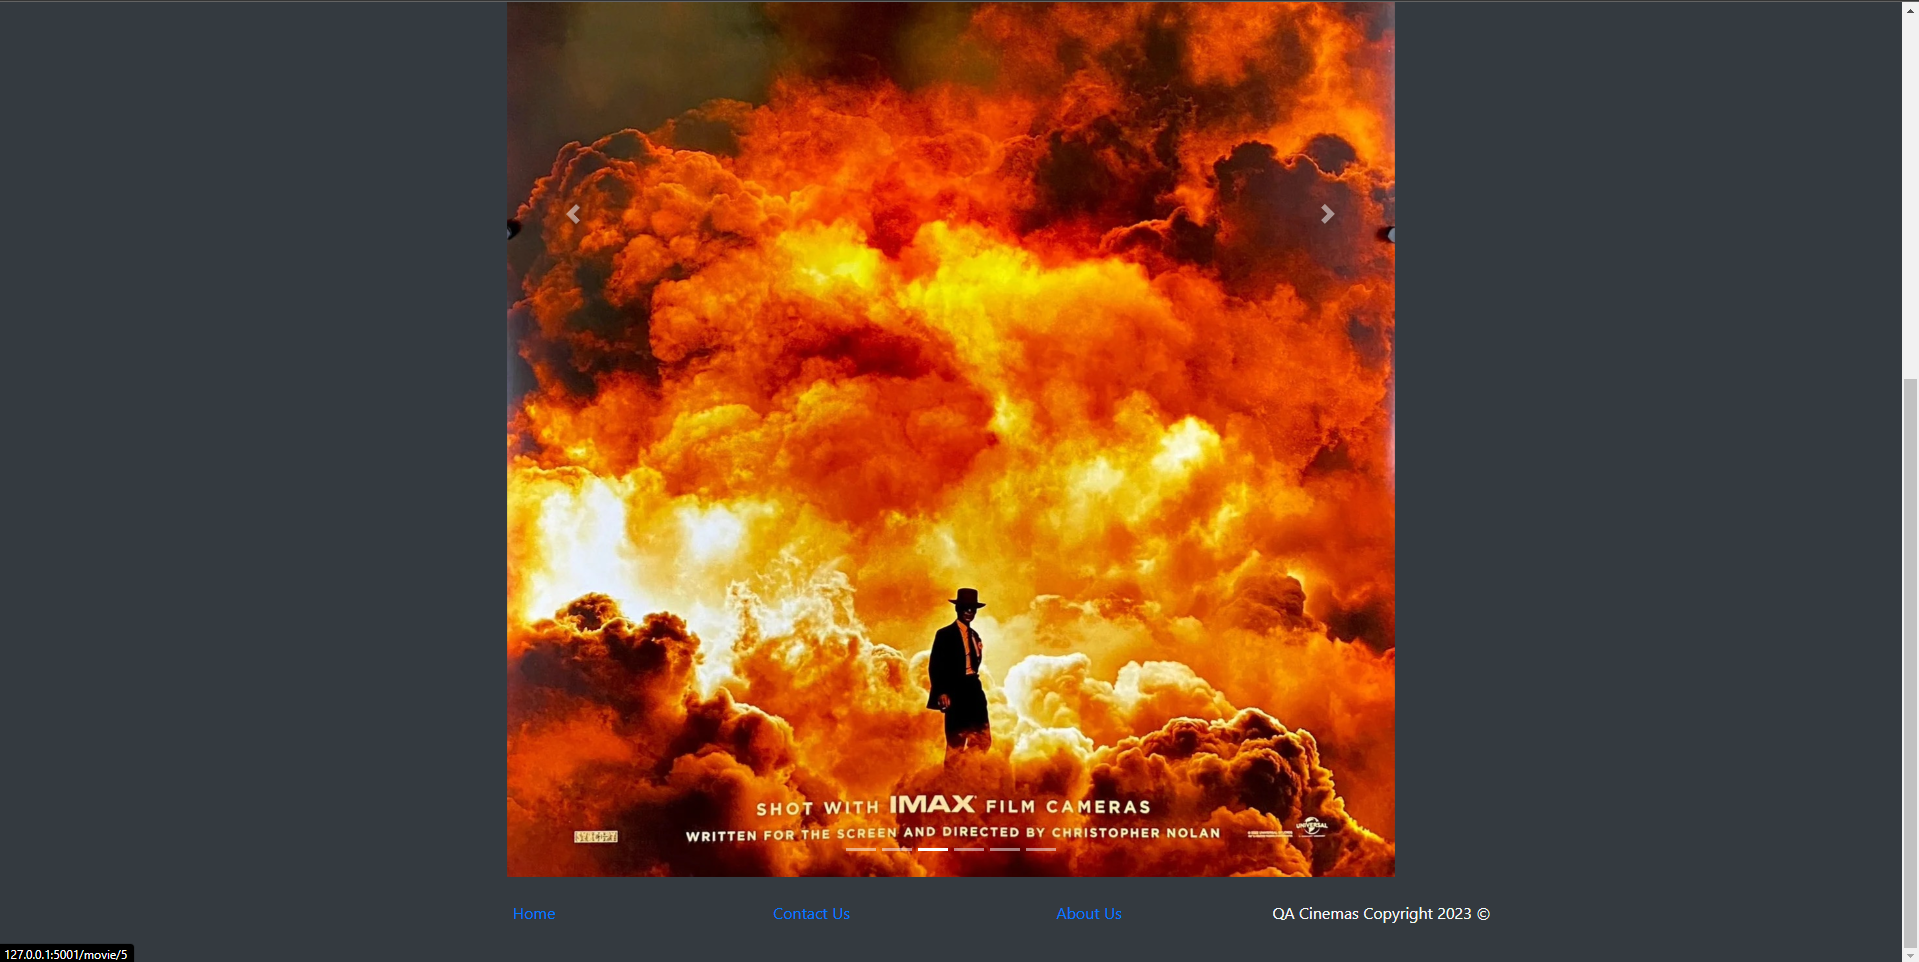 SHOT WITH IMAX FILM CAMERAS
WRITTEN FOR THE SCREEN AND DIRECTED BY CHRISTOPHER NOLAN
UNIVERSAL
Home
Contact Us
About Us
QA Cinemas Copyright 2023 ©
127.0.0.1:5001/movie/5